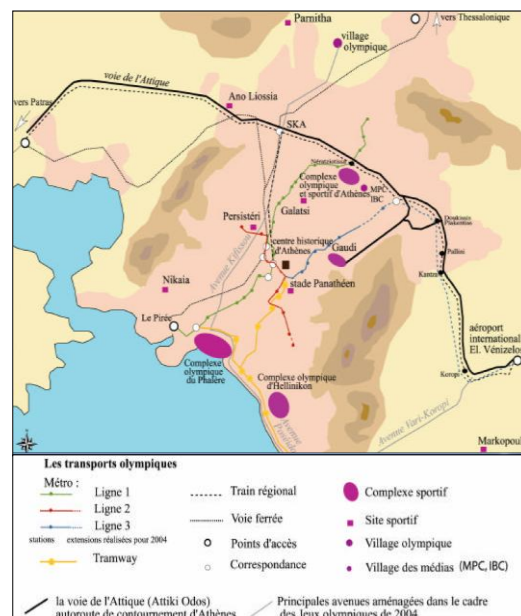 Parnitha
vers Thessalonique
village
olympique
voie de l'Attique
vers Patras
Ano Liossia
SKA
Complexe
olympique
et sportif d'Athènes
MPC
IBC
Galatsi
Persistéri
centre historique
d'Athènes
Gaudi
Avenue Kifissou
Nikaia
stade Panathéen
Pallini
Kantza
Le Pirée
aéroport
international
El. Vénizelos
Koropi
Complexe
olympique
du Phalère
Complexe olympique
d'Hellinikon
Avenue Vari-Koropi
Markopoulo
Les transports olympiques
Métro :
Ligne 1
Ligne 2
Ligne 3
stations extensions réalisées pour 2004
Tramway
Train régional
Voie ferrée
Points d'accès
Correspondance
Complexe sportif
Site sportif
Village olympique
Village des médias (MPC, IBC)
la voie de l'Attique (Attiki Odos)
autoroute de contournement d'Athènes
Principales avenues aménagées dans le cadre
des Jeux olympiques de 2004